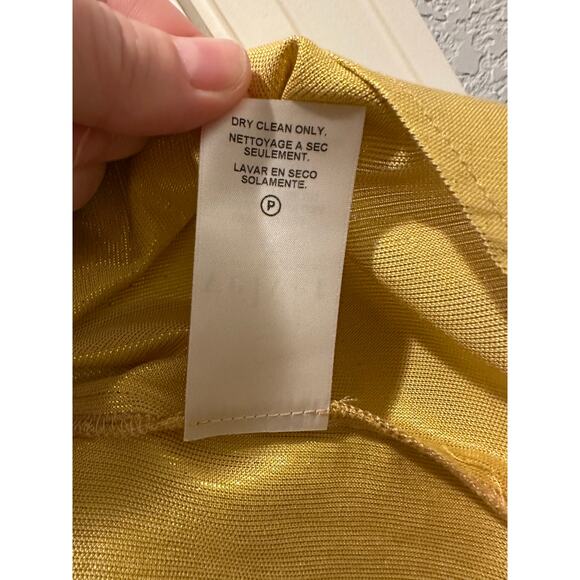 DRY CLEAN ONLY.
NETTOYAGE A SEC
SEULEMENT.
LAVAR EN SECO
SOLAMENTE.
P